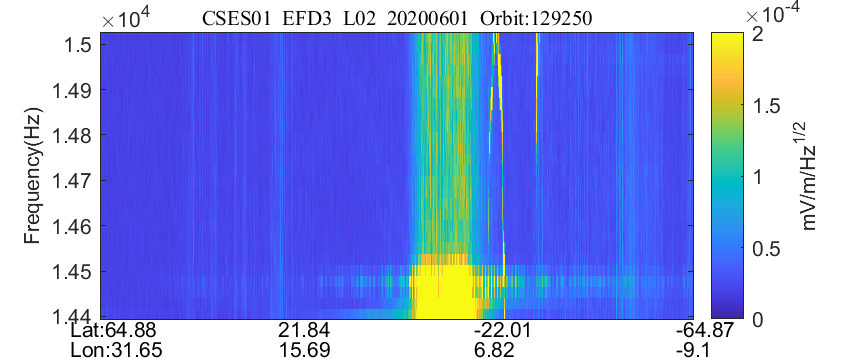 CSES01 EFD3 L02 20200601 Orbit:129250
×10^4
×10^-4
1.5
1.49
1.48
1.47
1.46
1.45
1.44
Frequency(Hz)
2
1.5
1
0.5
0
mV/m/Hz^1/2
Lat:64.88 21.84 -22.01 -64.87
Lon:31.65 15.69 6.82 -9.1